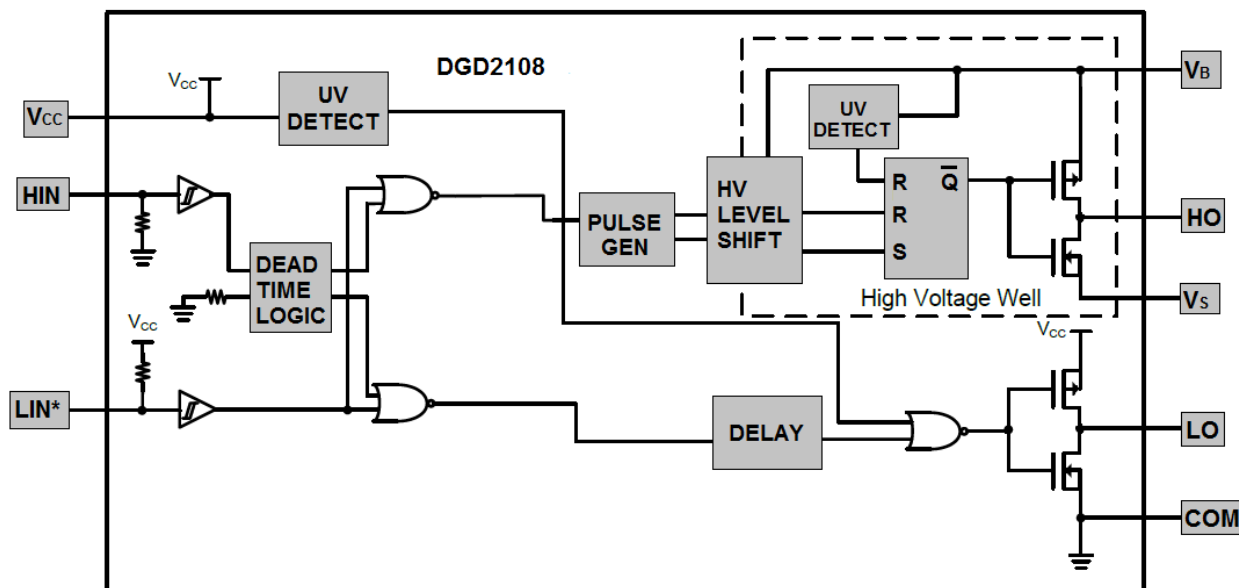 DGD2108
VB
VCC
VCC
UV
DETECT
UV
DETECT
HIN
R
Q̅
HV
LEVEL
SHIFT
R
S
PULSE
GEN
HO
DEAD
TIME
LOGIC
High Voltage Well
VS
VCC
VCC
LIN*
DELAY
LO
COM